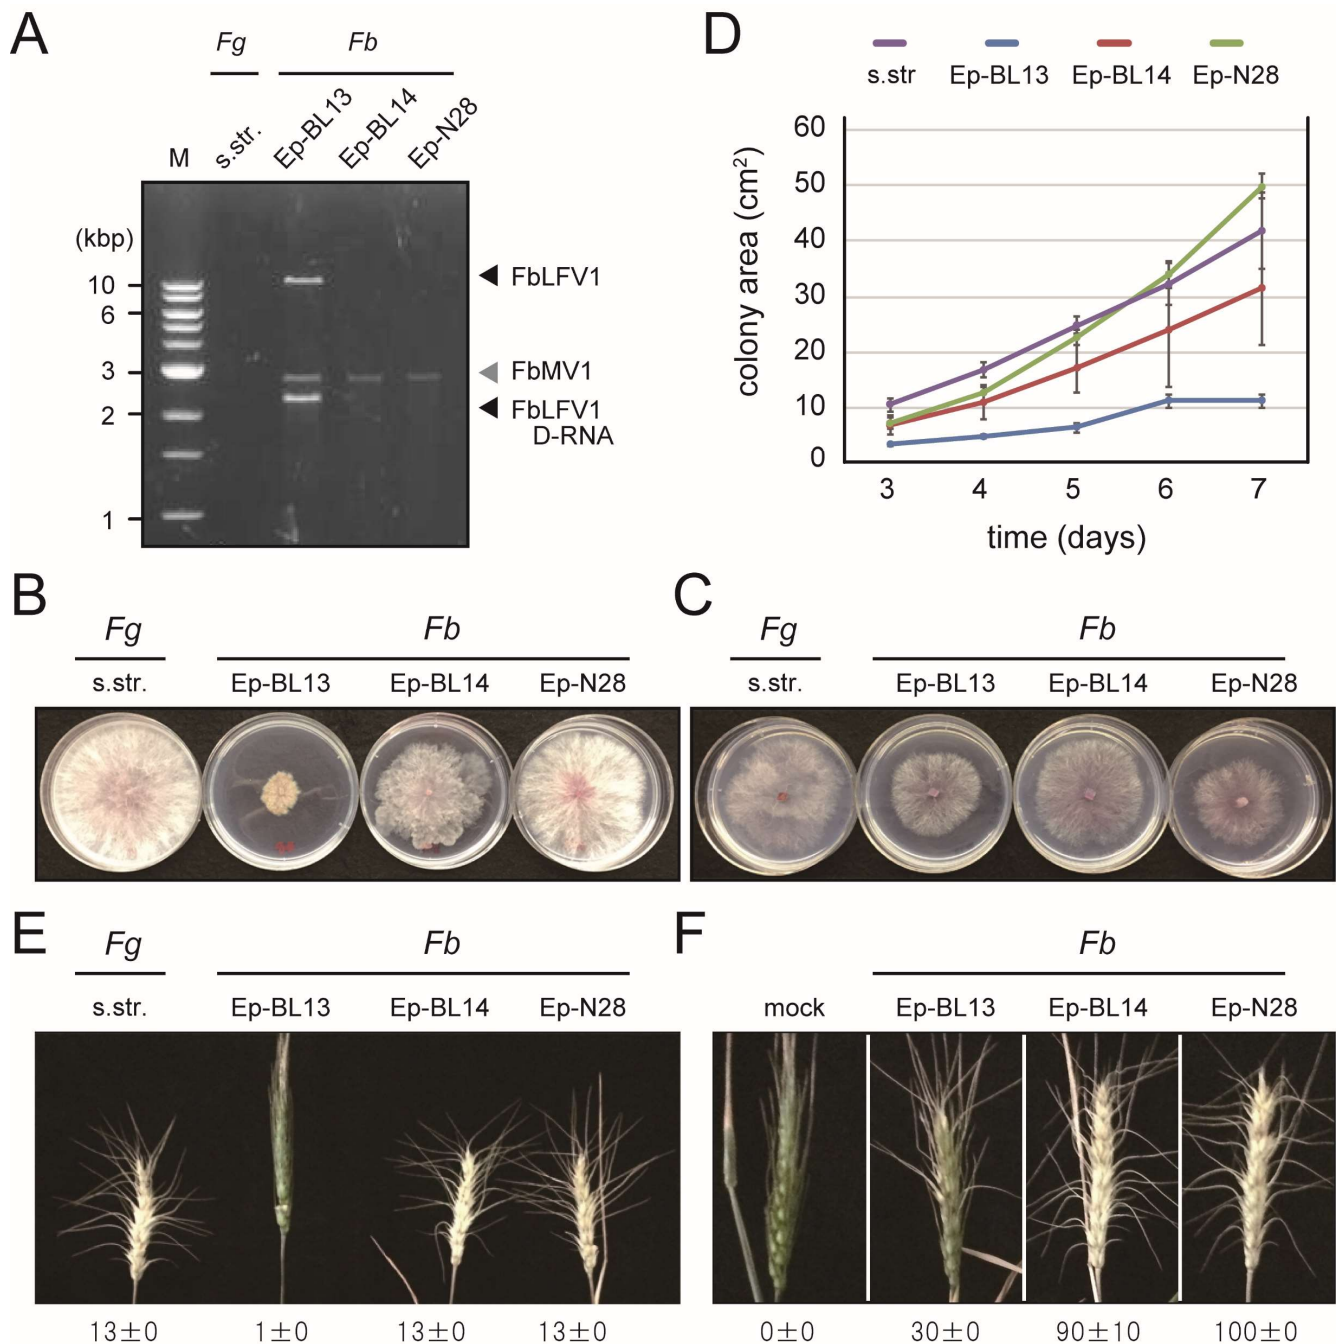 A
Fg Fb
M s.str. Ep-BL13 Ep-BL14 Ep-N28
(kbp)
10
6
3
2
1
FbLFV1
FbMV1
FbLFV1
D-RNA
D
s.str Ep-BL13 Ep-BL14 Ep-N28
colony area (cm²)
60
50
40
30
20
10
0
3 4 5 6 7
time (days)
B
Fg Fb
s.str. Ep-BL13 Ep-BL14 Ep-N28
C
Fg Fb
s.str. Ep-BL13 Ep-BL14 Ep-N28
E
Fg Fb
s.str. Ep-BL13 Ep-BL14 Ep-N28
13±0 1±0 13±0 13±0
F
Fb
mock Ep-BL13 Ep-BL14 Ep-N28
0±0 30±0 90±10 100±0